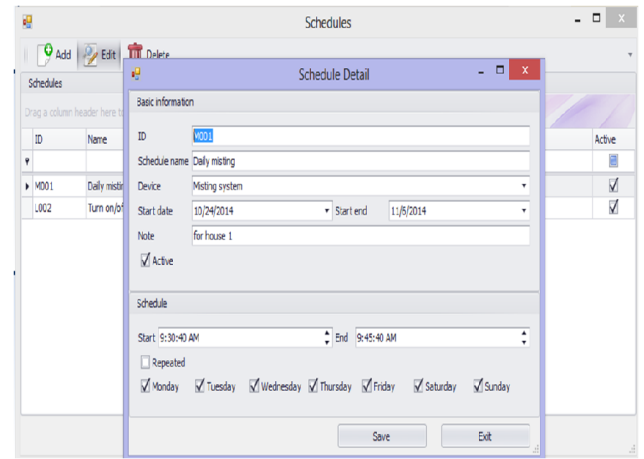 Schedules
Add Edit Delete
Schedules
Drag a column header here to
ID Name Active
M001 Daily mistin
L002 Turn on/of
Schedule Detail
Basic information
ID M001
Schedule name Daily misting
Device Misting system
Start date 10/24/2014 Start end 11/6/2014
Note for house 1
Active
Schedule
Start 9:30:40 AM End 9:45:40 AM
Repeated
Monday Tuesday Wednesday Thursday Friday Saturday Sunday
Save Exit